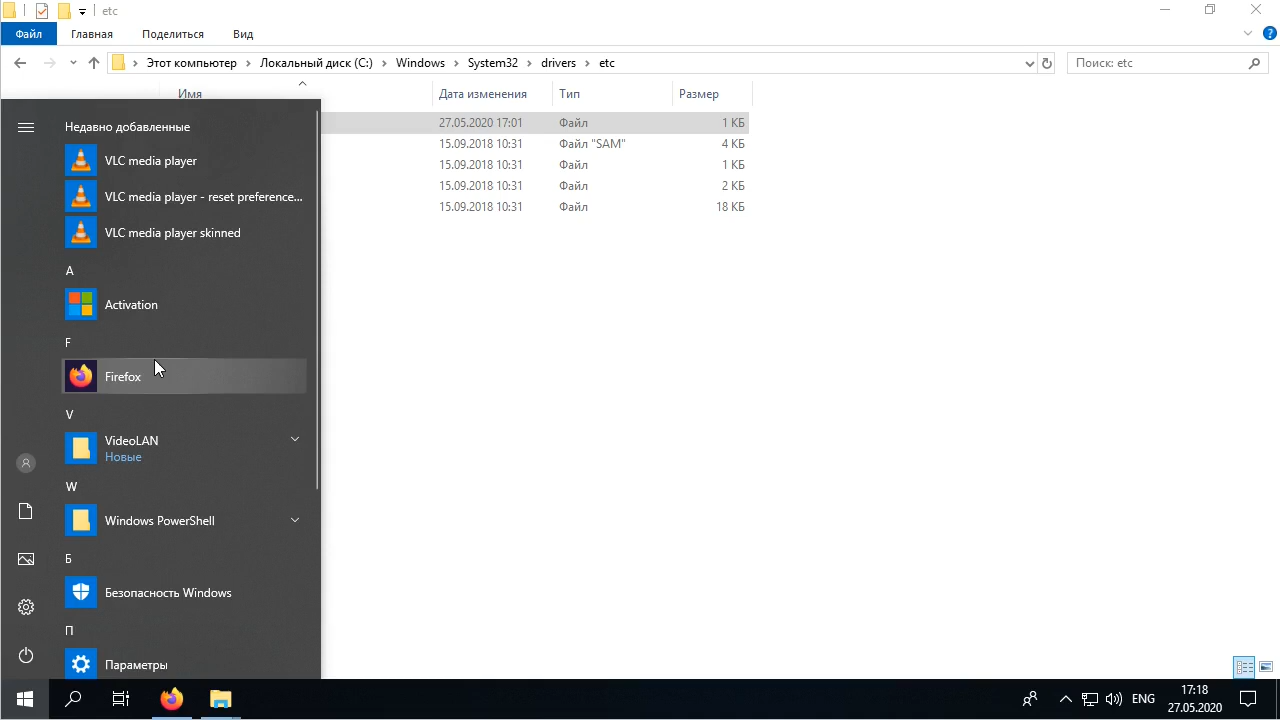 etc
Файл Главная Поделиться Вид
Этот компьютер Локальный диск (C:) Windows System32 drivers etc
Поиск: etc
Имя Дата изменения Тип Размер
27.05.2020 17:01 Файл 1 КБ
15.09.2018 10:31 Файл "SAM" 4 КБ
15.09.2018 10:31 Файл 1 КБ
15.09.2018 10:31 Файл 2 КБ
15.09.2018 10:31 Файл 18 КБ
Недавно добавленные
VLC media player
VLC media player - reset preference...
VLC media player skinned
A
Activation
F
Firefox
V
VideoLAN
Новые
W
Windows PowerShell
Б
Безопасность Windows
П
Параметры
ENG
17:18
27.05.2020